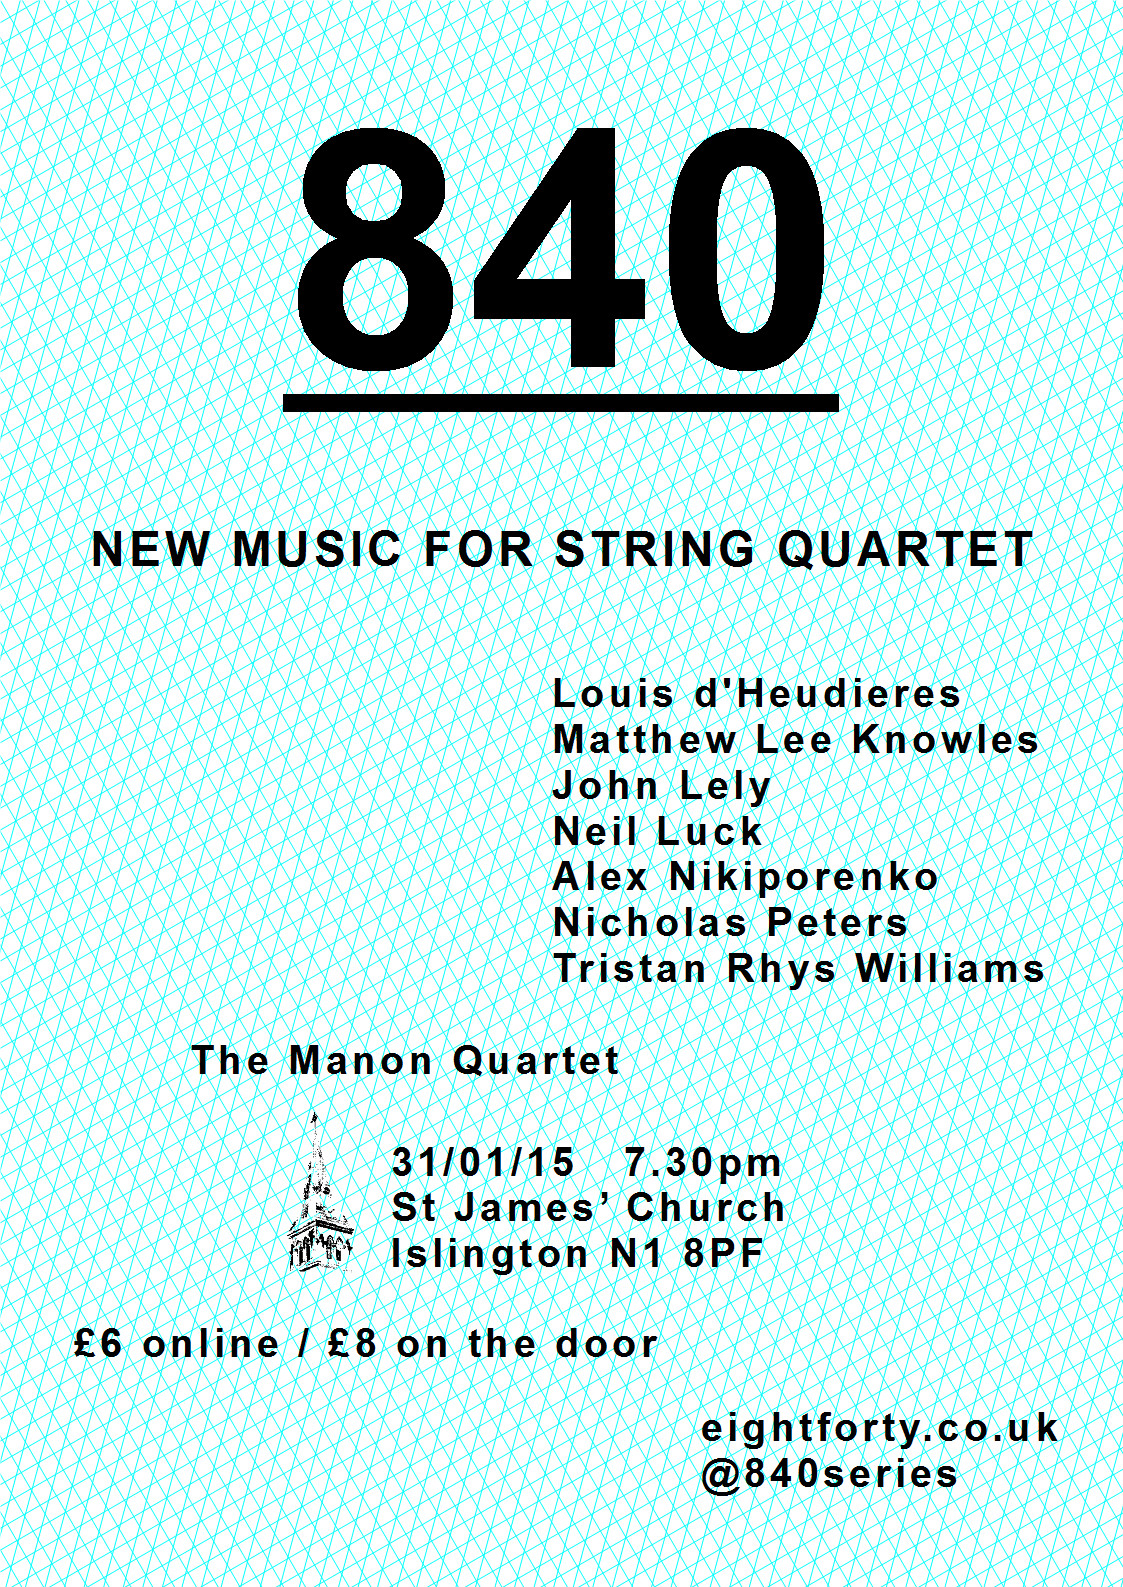 840
NEW MUSIC FOR STRING QUARTET
Louis d'Heudieres
Matthew Lee Knowles
John Lely
Neil Luck
Alex Nikiporenko
Nicholas Peters
Tristan Rhys Williams
The Manon Quartet
31/01/15 7.30pm
St James’ Church
Islington N1 8PF
£6 online / £8 on the door
eightforty.co.uk
@840series